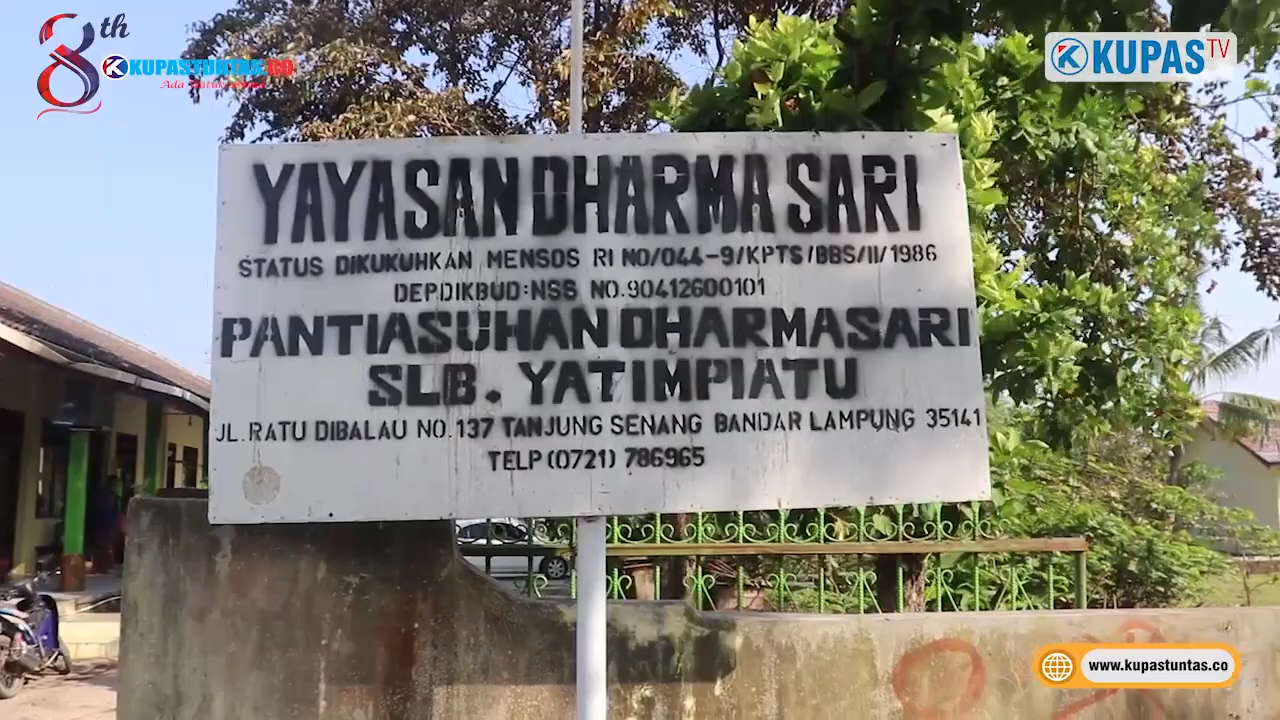 8th
KUPASTUNTAS.CO
KUPAS TV
YAYASAN DHARMA SARI
STATUS DIKUKUHKAN MENSOS RI NO/044-9/KPTS/BBS/II/1986
DEPDIKBUD:NSS NO.90412600101
PANTIASUHAN DHARMASARI
SLB. YATIMPIATU
JL.RATU DIBALAU NO.137 TANJUNG SENANG BANDAR LAMPUNG 35141
TELP (0721) 786965
www.kupastuntas.co